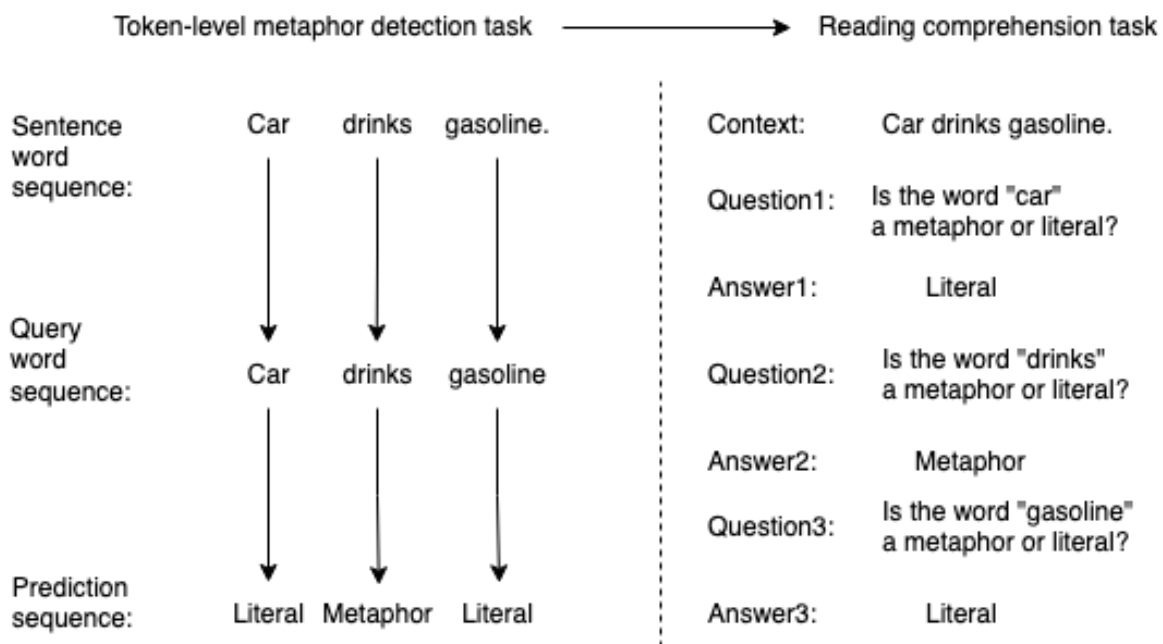 Token-level metaphor detection task
Reading comprehension task
Sentence
word
sequence:
Car drinks gasoline.
Query
word
sequence:
Car drinks gasoline
Prediction
sequence:
Literal Metaphor Literal
Context: Car drinks gasoline.
Question1: Is the word "car"
a metaphor or literal?
Answer1: Literal
Question2: Is the word "drinks"
a metaphor or literal?
Answer2: Metaphor
Question3: Is the word "gasoline"
a metaphor or literal?
Answer3: Literal